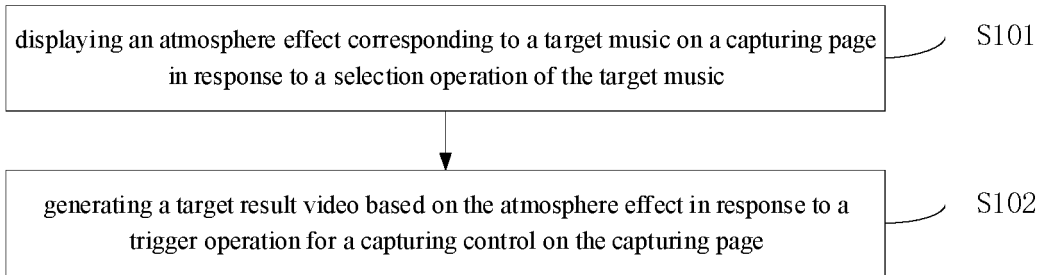 displaying an atmosphere effect corresponding to a target music on a capturing page
in response to a selection operation of the target music
S101
generating a target result video based on the atmosphere effect in response to a
trigger operation for a capturing control on the capturing page
S102